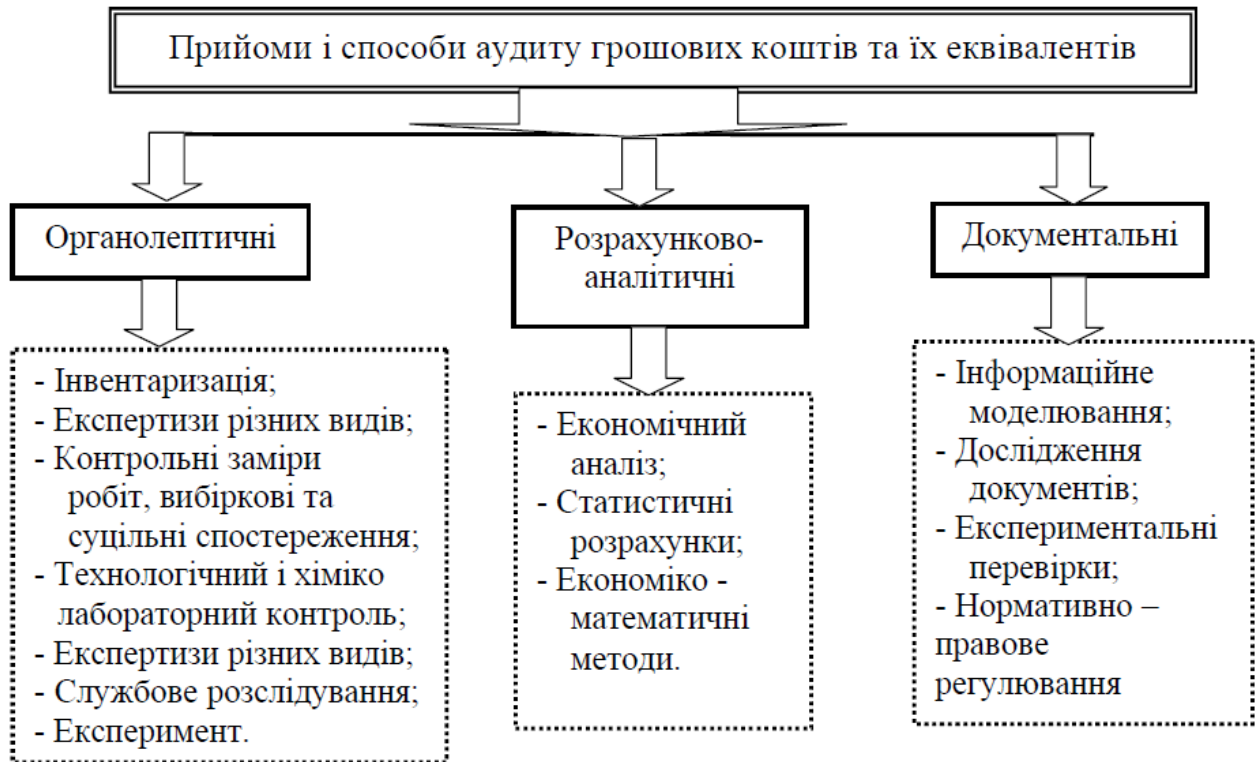 Прийоми і способи аудиту грошових коштів та їх еквівалентів
Органолептичні
- Інвентаризація;
- Експертизи різних видів;
- Контрольні заміри
робіт, вибіркові та
суцільні спостереження;
- Технологічний і хіміко
лабораторний контроль;
- Експертизи різних видів;
- Службове розслідування;
- Експеримент.
Розрахунково-
аналітичні
- Економічний
аналіз;
- Статистичні
розрахунки;
- Економіко -
математичні
методи.
Документальні
- Інформаційне
моделювання;
- Дослідження
документів;
- Експериментальні
перевірки;
- Нормативно –
правове
регулювання